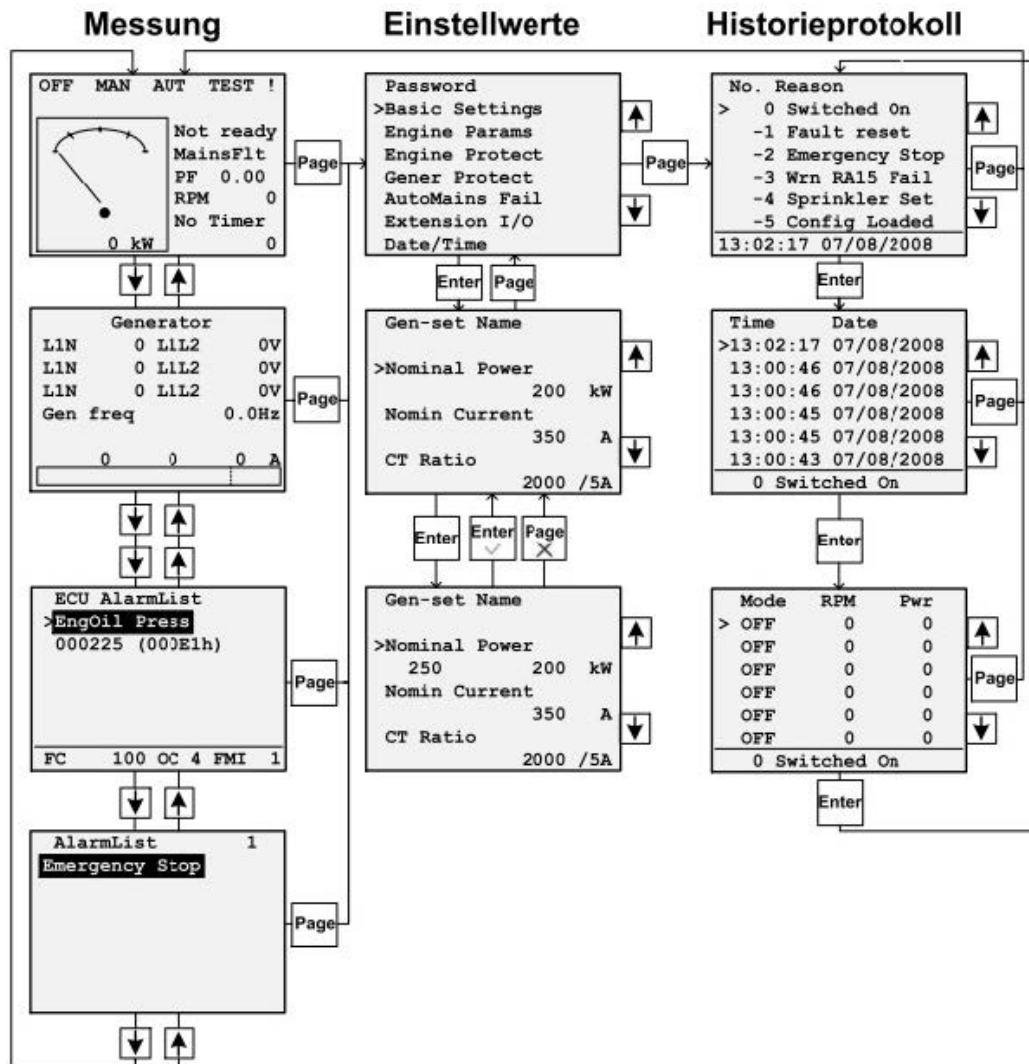 Messung
OFF MAN AUT TEST !
Not ready
MainsFlt
PF 0.00
RPM 0
No Timer
0 kW 0
Page
Generator
L1N 0 L1L2 0V
L1N 0 L1L2 0V
L1N 0 L1L2 0V
Gen freq 0.0Hz
0 0 0 A
Page
ECU AlarmList
>EngOil Press
000225 (000E1h)
FC 100 OC 4 FMI 1
Page
AlarmList 1
Emergency Stop
Page
Einstellwerte
Password
>Basic Settings
Engine Params
Engine Protect
Gener Protect
AutoMains Fail
Extension I/O
Date/Time
Page
Enter Page
Gen-set Name
>Nominal Power
200 kW
Nomin Current
350 A
CT Ratio
2000 /5A
Enter Enter Page
Gen-set Name
>Nominal Power
250 200 kW
Nomin Current
350 A
CT Ratio
2000 /5A
Historieprotokoll
No. Reason
> 0 Switched On
-1 Fault reset
-2 Emergency Stop
-3 Wrn RA15 Fail
-4 Sprinkler Set
-5 Config Loaded
13:02:17 07/08/2008
Page
Enter
Time Date
>13:02:17 07/08/2008
13:00:46 07/08/2008
13:00:46 07/08/2008
13:00:45 07/08/2008
13:00:45 07/08/2008
13:00:43 07/08/2008
0 Switched On
Page
Enter
Mode RPM Pwr
> OFF 0 0
OFF 0 0
OFF 0 0
OFF 0 0
OFF 0 0
OFF 0 0
0 Switched On
Page
Enter